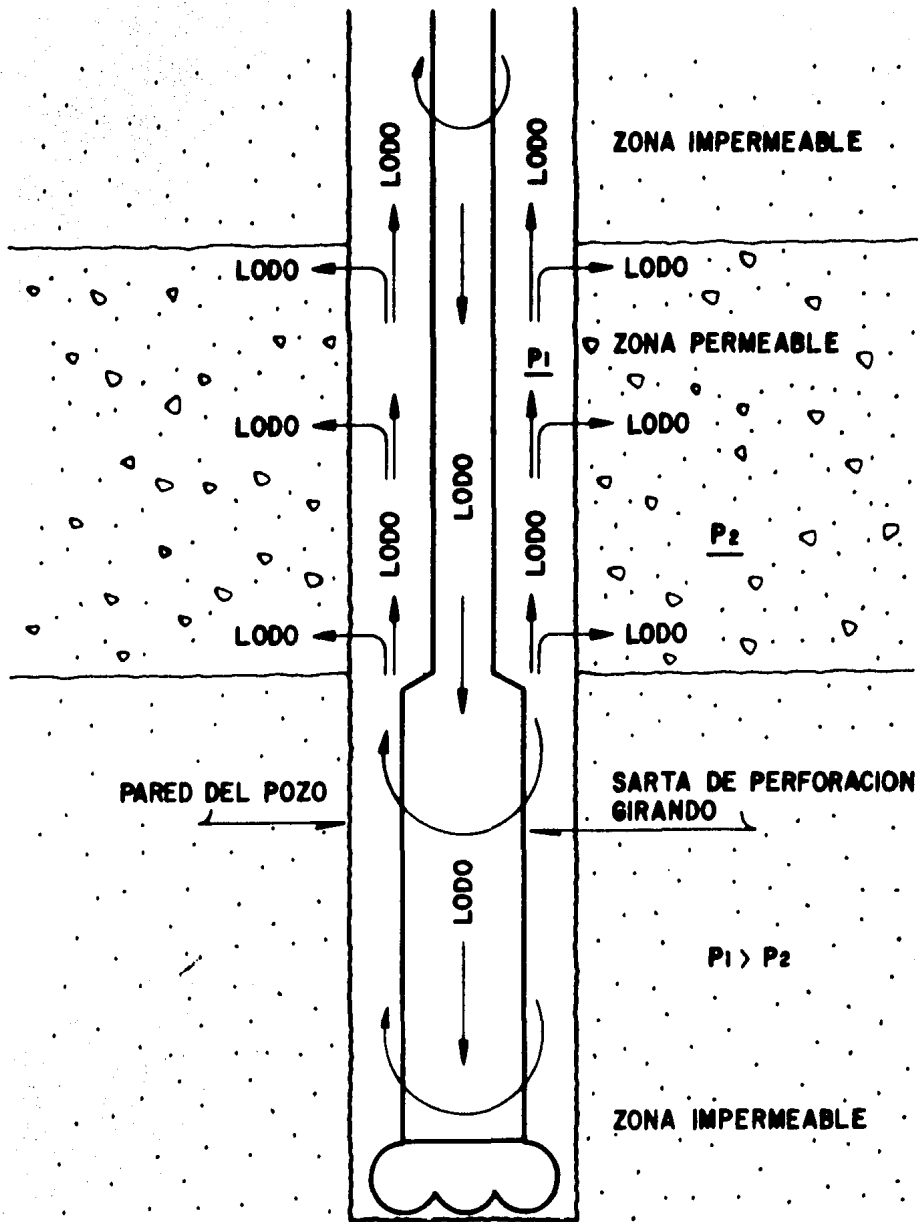 LODO
LODO
ZONA IMPERMEABLE
LODO
LODO
P1
ZONA PERMEABLE
LODO
LODO
LODO
P2
LODO
LODO
LODO
LODO
PARED DEL POZO
SARTA DE PERFORACION
GIRANDO
LODO
P1 > P2
ZONA IMPERMEABLE